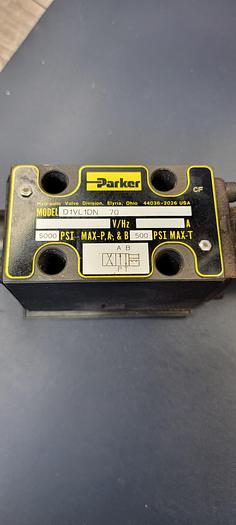 Parker
CF
Hydraulic Valve Division, Elyria, Ohio 44036-2026 USA
MODEL D1VL1DN 70
V/Hz A
5000 PSI MAX-P,A, & B 500 PSI MAX-T
A B
P T